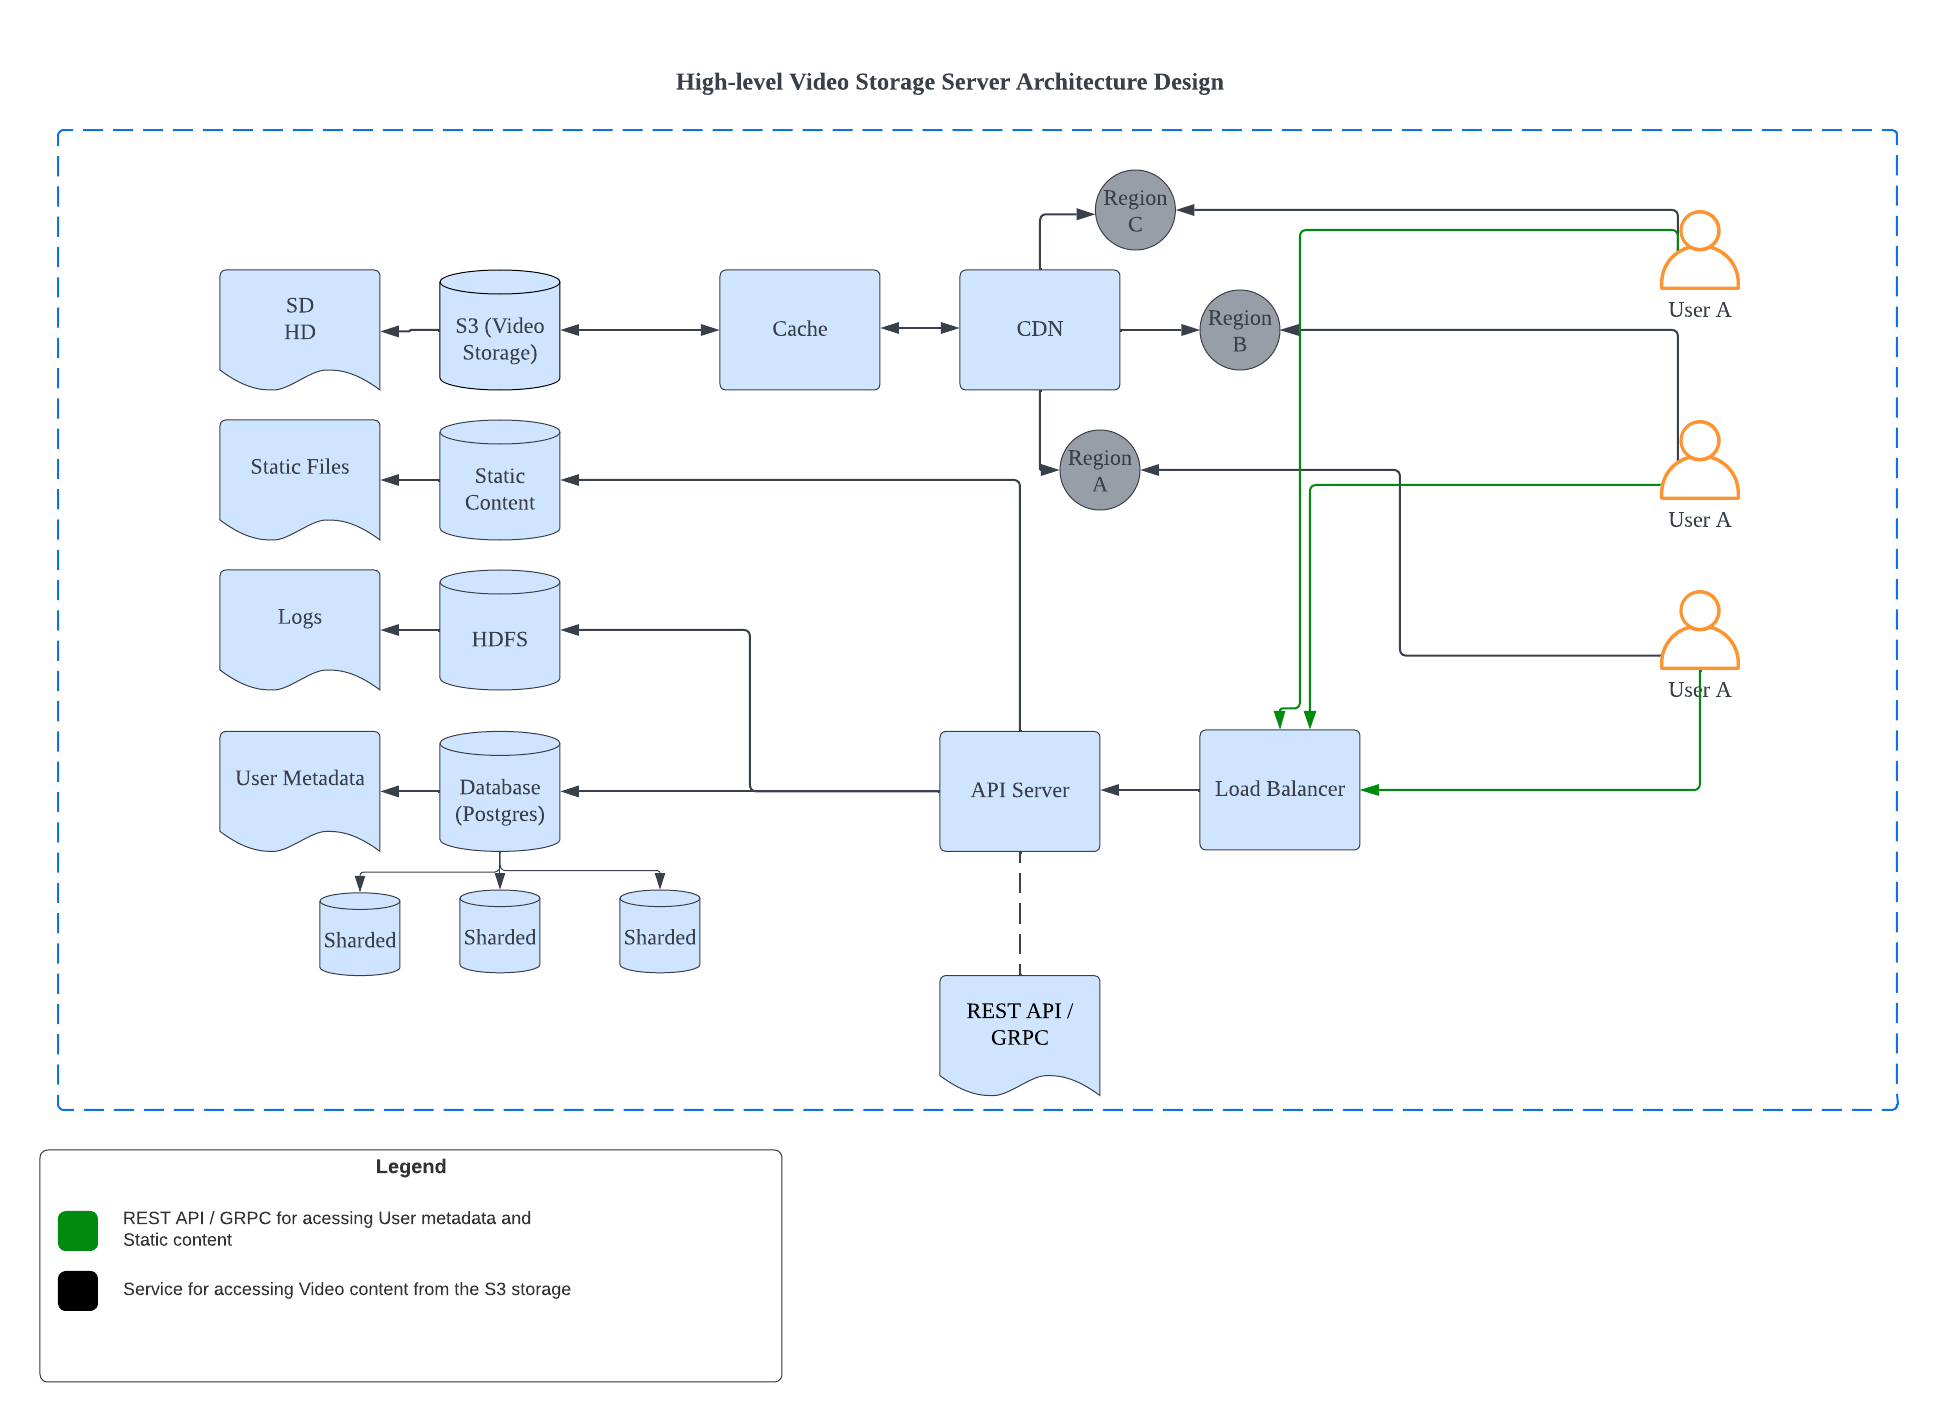 High-level Video Storage Server Architecture Design
Region
C
User A
SD
HD
S3 (Video
Storage)
Cache
CDN
Region
B
Static Files
Static
Content
Region
A
User A
Logs
HDFS
User A
User Metadata
Database
(Postgres)
API Server
Load Balancer
Sharded
Sharded
Sharded
REST API /
GRPC
Legend
REST API / GRPC for acessing User metadata and
Static content
Service for accessing Video content from the S3 storage